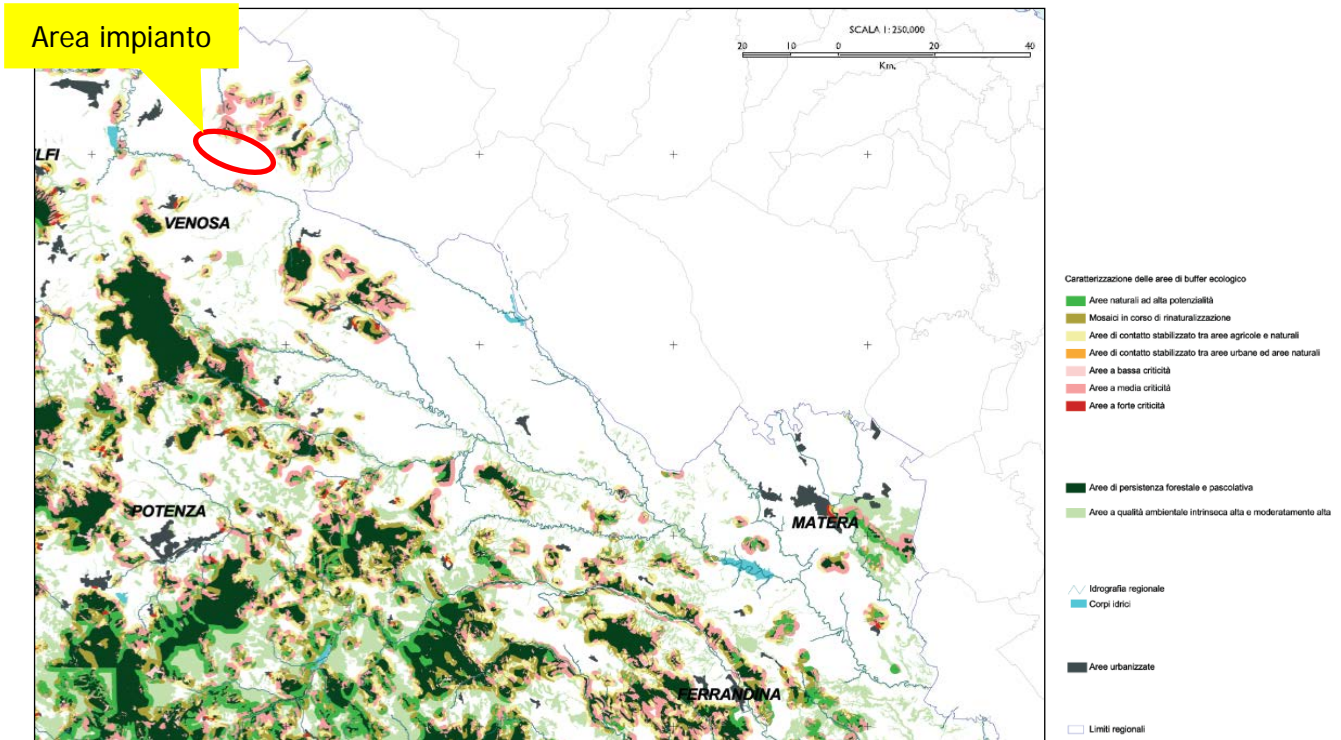 Area impianto
SCALA 1: 250.000
20 10 0 20 40
Km.
LFI
VENOSA
POTENZA
MATERA
FERRANDINA
Caratterizzazione delle aree di buffer ecologico
Aree naturali ad alta potenzialità
Mosaici in corso di rinaturalizzazione
Aree di contatto stabilizzato tra aree agricole e naturali
Aree di contatto stabilizzato tra aree urbane ed aree naturali
Aree a bassa criticità
Aree a media criticità
Aree a forte criticità
Aree di persistenza forestale e pascolativa
Aree a qualità ambientale intrinseca alta e moderatamente alta
Idrografia regionale
Corpi idrici
Aree urbanizzate
Limiti regionali